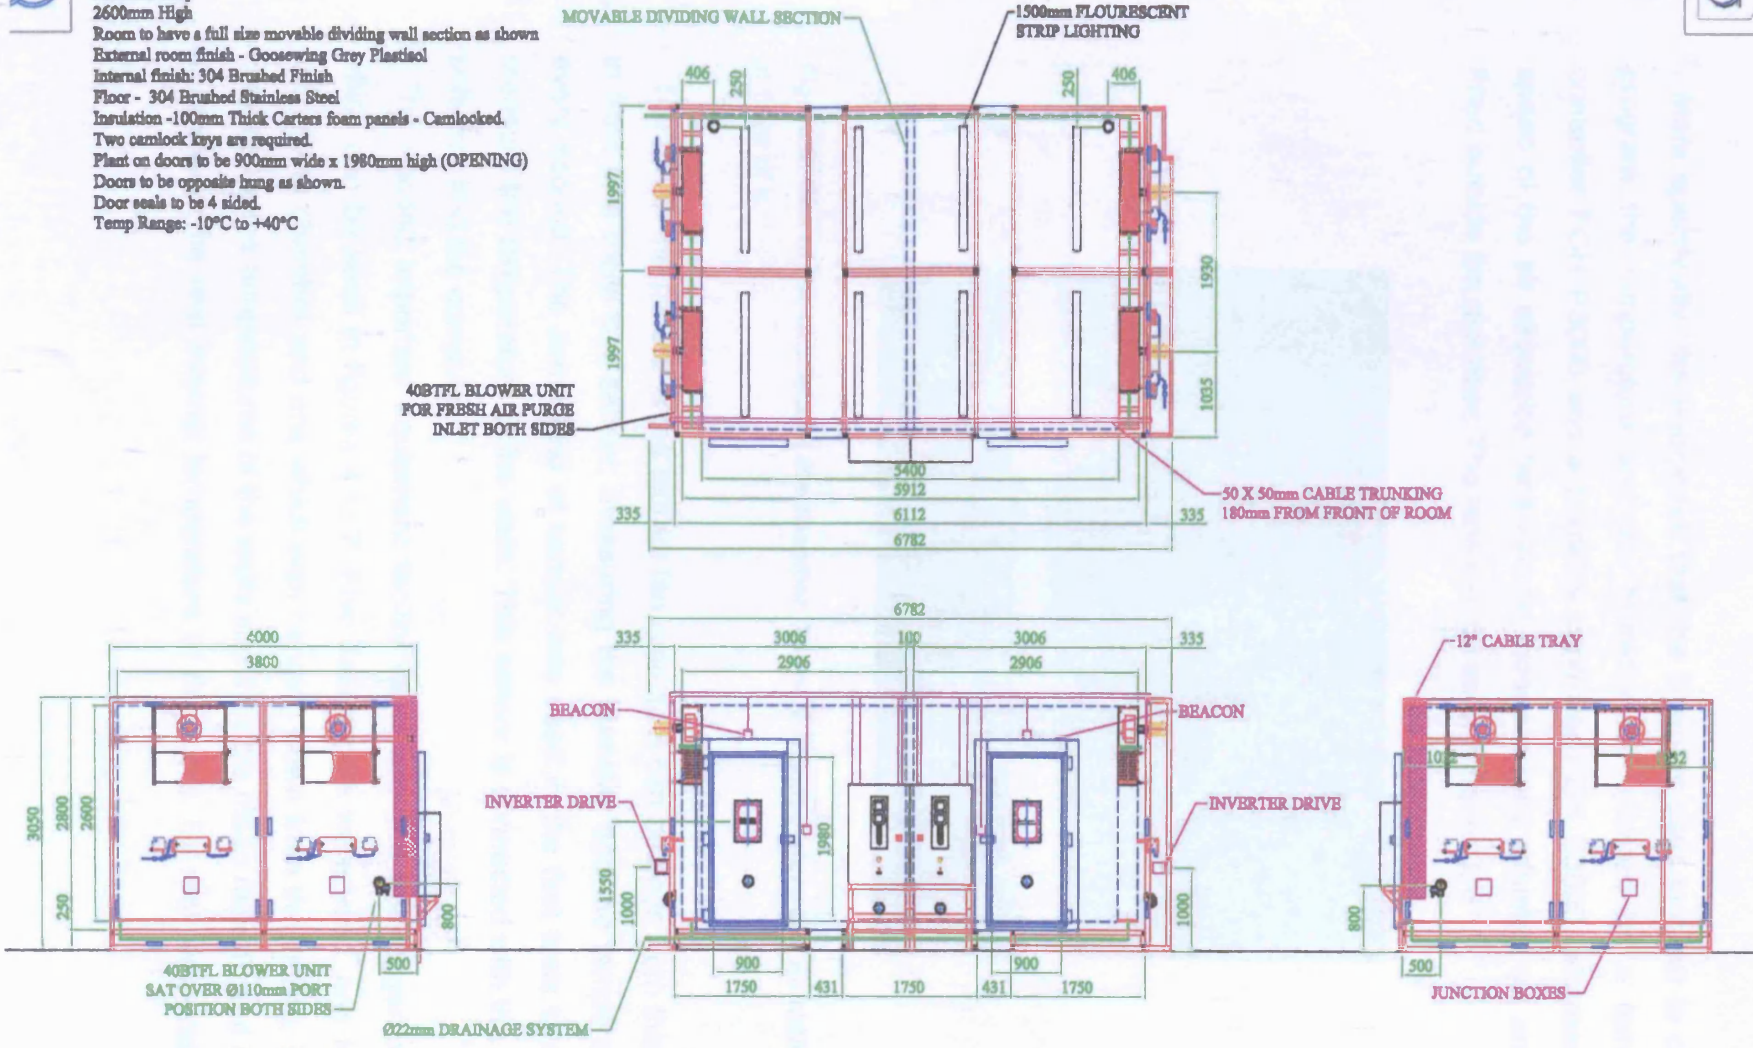 2600mm High
Room to have a full size movable dividing wall section as shown
External room finish - Goosewing Grey Plastisol
Internal finish: 304 Brushed Finish
Floor - 304 Brushed Stainless Steel
Insulation -100mm Thick Carters foam panels - Camlocked.
Two camlock keys are required.
Plant on doors to be 900mm wide x 1980mm high (OPENING)
Doors to be opposite hung as shown.
Door seals to be 4 sided.
Temp Range: -10°C to +40°C
MOVABLE DIVIDING WALL SECTION
1500mm FLOURESCENT
STRIP LIGHTING
406
250
250
406
1997
1997
1930
1035
40BTFL BLOWER UNIT
FOR FRESH AIR PURGE
INLET BOTH SIDES
5400
5912
335
6112
335
6782
50 X 50mm CABLE TRUNKING
180mm FROM FRONT OF ROOM
4000
3800
3050
2800
2600
250
800
500
40BTFL BLOWER UNIT
SAT OVER Ø110mm PORT
POSITION BOTH SIDES
6782
335
3006
100
3006
335
2906
2906
BEACON
BEACON
INVERTER DRIVE
INVERTER DRIVE
1980
1550
1000
1000
900
900
1750
431
1750
431
1750
Ø22mm DRAINAGE SYSTEM
12" CABLE TRAY
800
500
JUNCTION BOXES